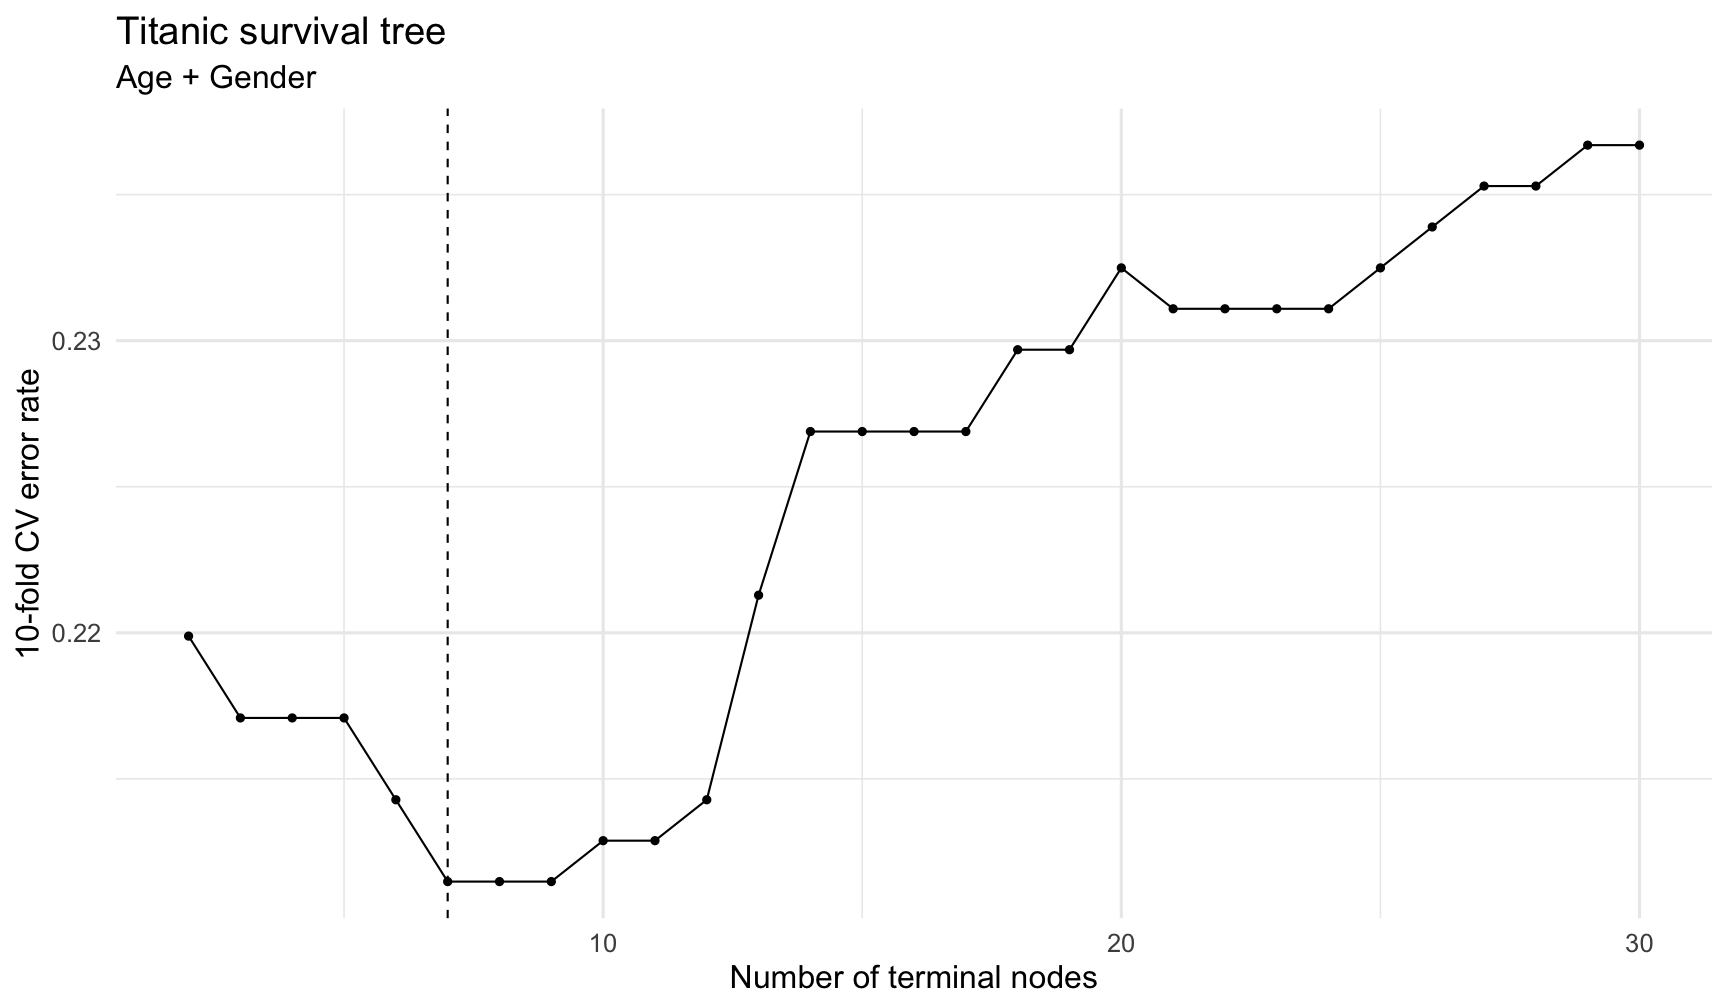 Titanic survival tree
Age + Gender
10-fold CV error rate
0.23
0.22
10
20
30
Number of terminal nodes